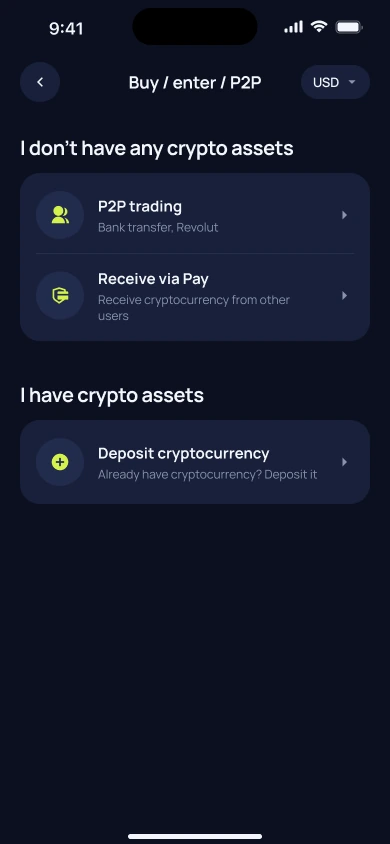 9:41
Buy / enter / P2P
USD
I don't have any crypto assets
P2P trading
Bank transfer, Revolut
Receive via Pay
Receive cryptocurrency from other
users
I have crypto assets
Deposit cryptocurrency
Already have cryptocurrency? Deposit it